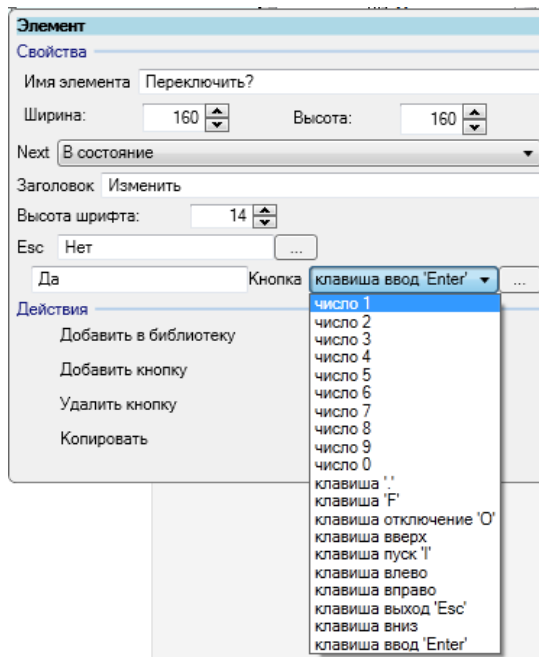 Элемент
Свойства
Имя элемента Переключить?
Ширина: 160 Высота: 160
Next В состояние
Заголовок Изменить
Высота шрифта: 14
Esc Нет ...
Да Кнопка клавиша ввод 'Enter' ...
Действия
Добавить в библиотеку
Добавить кнопку
Удалить кнопку
Копировать
число 1
число 2
число 3
число 4
число 5
число 6
число 7
число 8
число 9
число 0
клавиша '.'
клавиша 'F'
клавиша отключение 'O'
клавиша вверх
клавиша пуск 'I'
клавиша влево
клавиша вправо
клавиша выход 'Esc'
клавиша вниз
клавиша ввод 'Enter'